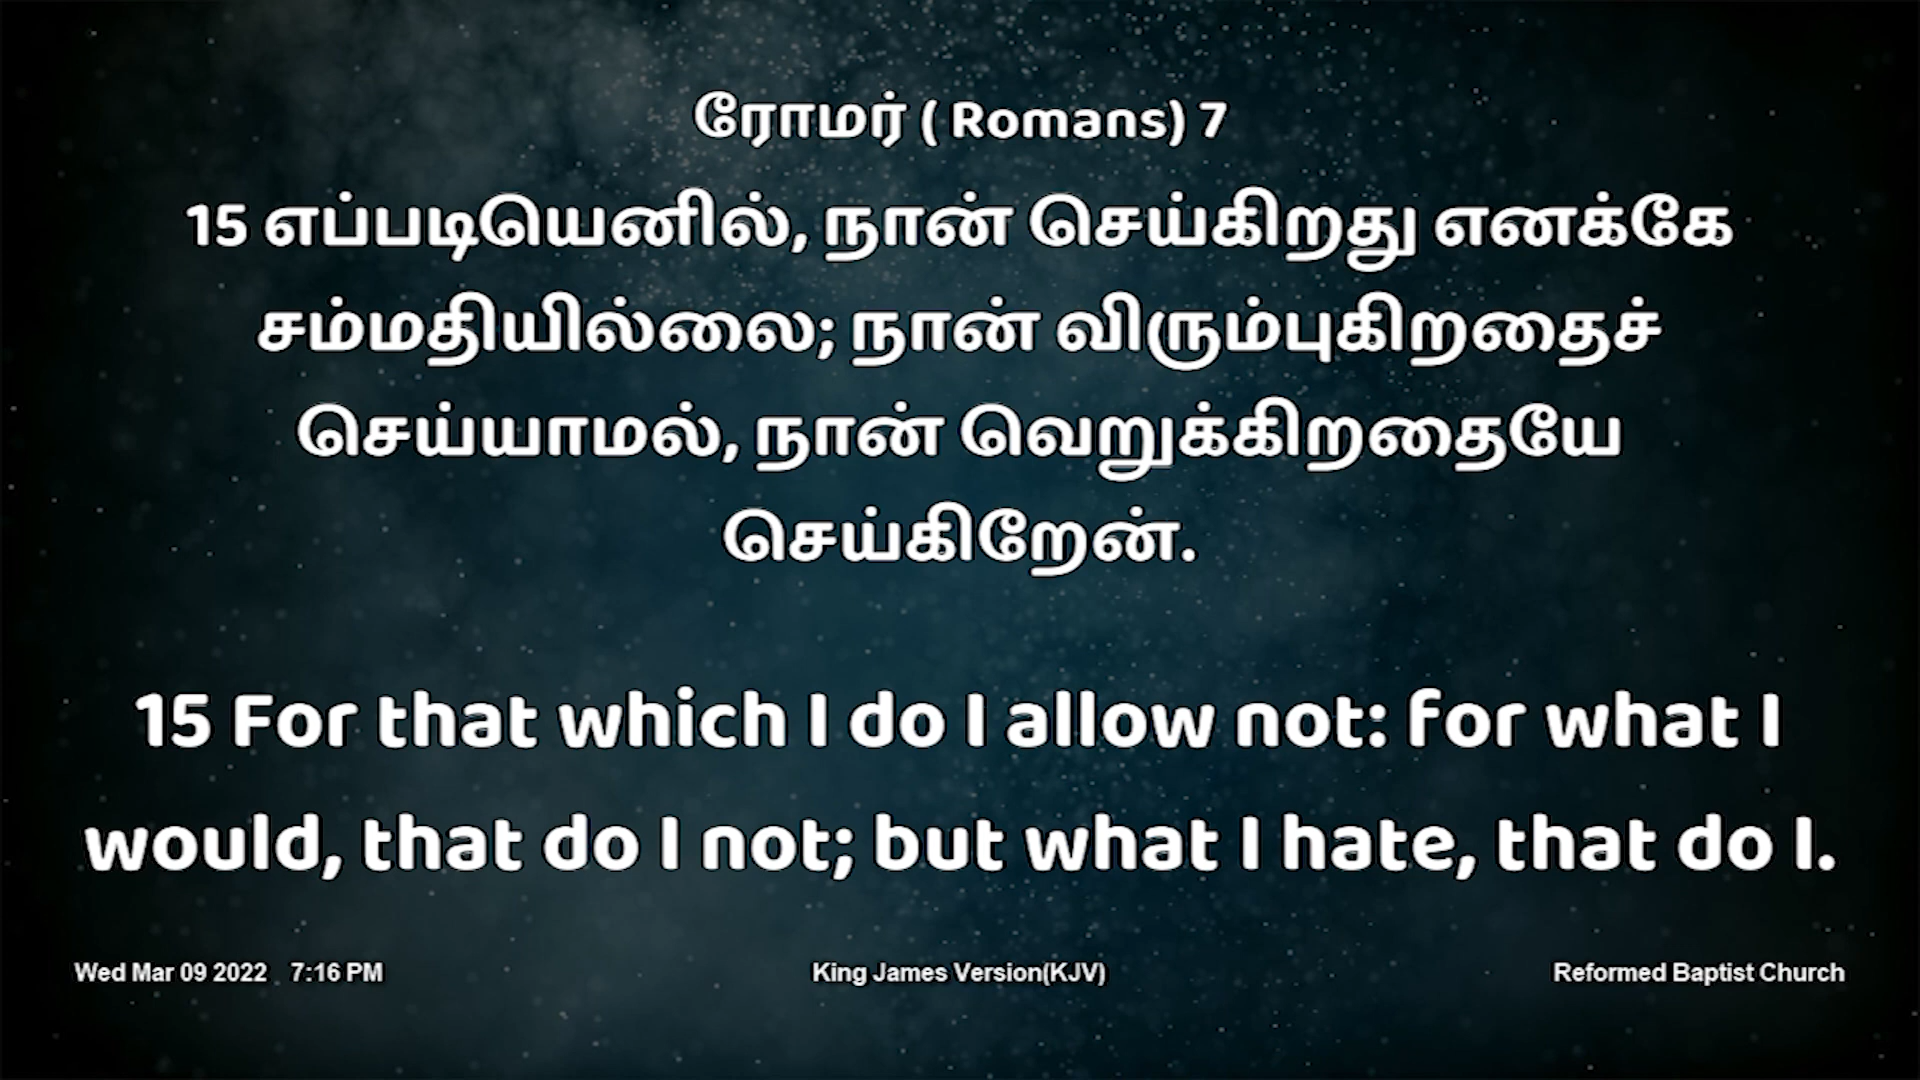 ரோமர் ( Romans) 7
15 எப்படியெனில், நான் செய்கிறது எனக்கே
சம்மதியில்லை; நான் விரும்புகிறதைச்
செய்யாமல், நான் வெறுக்கிறதையே
செய்கிறேன்.
15 For that which I do I allow not: for what I
would, that do I not; but what I hate, that do I.
Wed Mar 09 2022 7:16 PM
King James Version(KJV)
Reformed Baptist Church